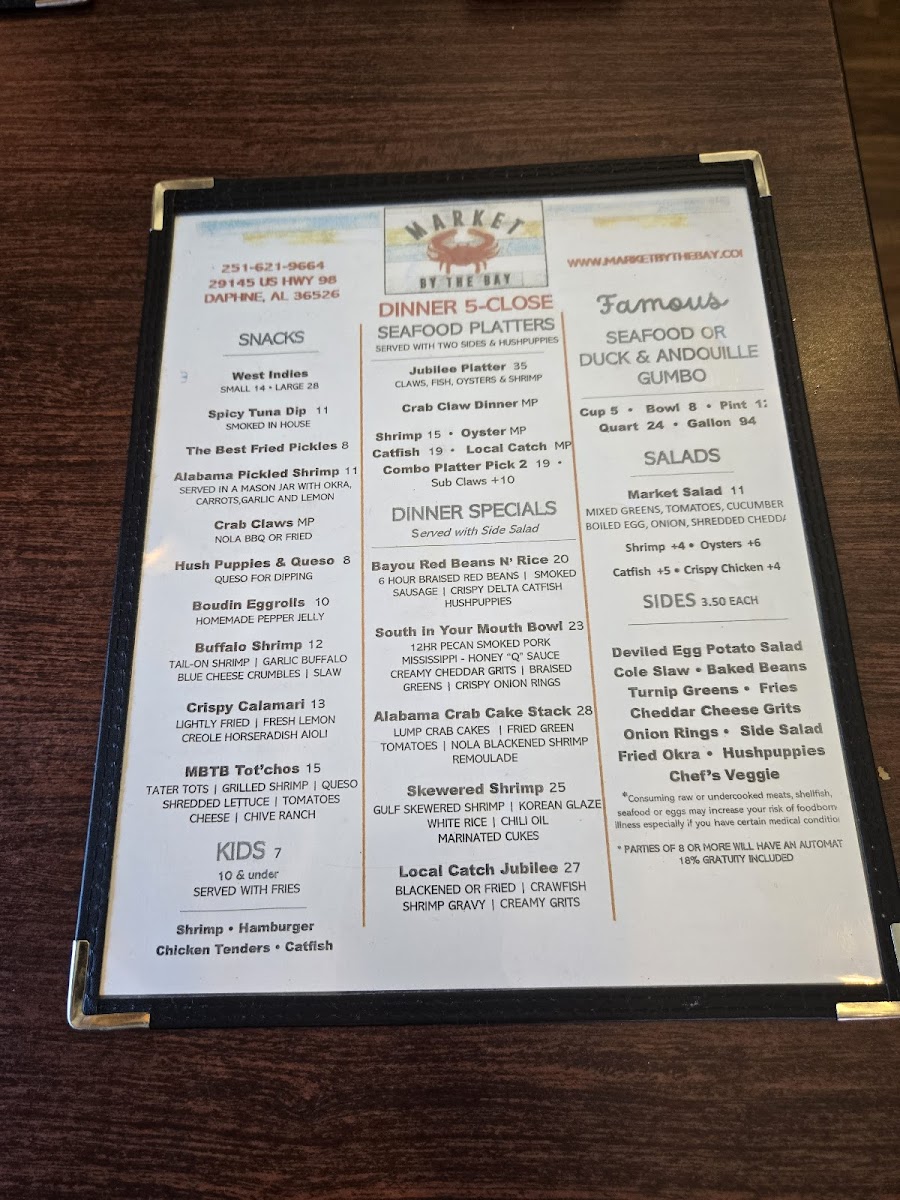 MARKET
BY THE BAY
251-621-9664
29145 US HWY 98
DAPHNE, AL 36526
SNACKS
West Indies
SMALL 14 • LARGE 28
Spicy Tuna Dip 11
SMOKED IN HOUSE
The Best Fried Pickles 8
Alabama Pickled Shrimp 11
SERVED IN A MASON JAR WITH OKRA,
CARROTS,GARLIC AND LEMON
Crab Claws MP
NOLA BBQ OR FRIED
Hush Puppies & Queso 8
QUESO FOR DIPPING
Boudin Eggrolls 10
HOMEMADE PEPPER JELLY
Buffalo Shrimp 12
TAIL-ON SHRIMP | GARLIC BUFFALO
BLUE CHEESE CRUMBLES | SLAW
Crispy Calamari 13
LIGHTLY FRIED | FRESH LEMON
CREOLE HORSERADISH AIOLI
MBTB Tot'chos 15
TATER TOTS | GRILLED SHRIMP | QUESO
SHREDDED LETTUCE | TOMATOES
CHEESE | CHIVE RANCH
KIDS 7
10 & under
SERVED WITH FRIES
Shrimp • Hamburger
Chicken Tenders • Catfish
DINNER 5-CLOSE
SEAFOOD PLATTERS
SERVED WITH TWO SIDES & HUSHPUPPIES
Jubilee Platter 35
CLAWS, FISH, OYSTERS & SHRIMP
Crab Claw Dinner MP
Shrimp 15 • Oyster MP
Catfish 19 • Local Catch MP
Combo Platter Pick 2 19 •
Sub Claws +10
DINNER SPECIALS
Served with Side Salad
Bayou Red Beans N' Rice 20
6 HOUR BRAISED RED BEANS | SMOKED
SAUSAGE | CRISPY DELTA CATFISH
HUSHPUPPIES
South in Your Mouth Bowl 23
12HR PECAN SMOKED PORK
MISSISSIPPI - HONEY "Q" SAUCE
CREAMY CHEDDAR GRITS | BRAISED
GREENS | CRISPY ONION RINGS
Alabama Crab Cake Stack 28
LUMP CRAB CAKES | FRIED GREEN
TOMATOES | NOLA BLACKENED SHRIMP
REMOULADE
Skewered Shrimp 25
GULF SKEWERED SHRIMP | KOREAN GLAZE
WHITE RICE | CHILI OIL
MARINATED CUKES
Local Catch Jubilee 27
BLACKENED OR FRIED | CRAWFISH
SHRIMP GRAVY | CREAMY GRITS
WWW.MARKETBYTHEBAY.CO
Famous
SEAFOOD OR
DUCK & ANDOUILLE
GUMBO
Cup 5 • Bowl 8 • Pint
Quart 24 • Gallon 94
SALADS
Market Salad 11
MIXED GREENS, TOMATOES, CUCUMBER
BOILED EGG, ONION, SHREDDED CHEDD
Shrimp +4 • Oysters +6
Catfish +5 • Crispy Chicken +4
SIDES 3.50 EACH
Deviled Egg Potato Salad
Cole Slaw • Baked Beans
Turnip Greens • Fries
Cheddar Cheese Grits
Onion Rings • Side Salad
Fried Okra • Hushpuppies
Chef's Veggie
*Consuming raw or undercooked meats, shellfish,
seafood or eggs may increase your risk of foodborn
illness especially if you have certain medical conditio
* PARTIES OF 8 OR MORE WILL HAVE AN AUTOMAT
18% GRATUITY INCLUDED